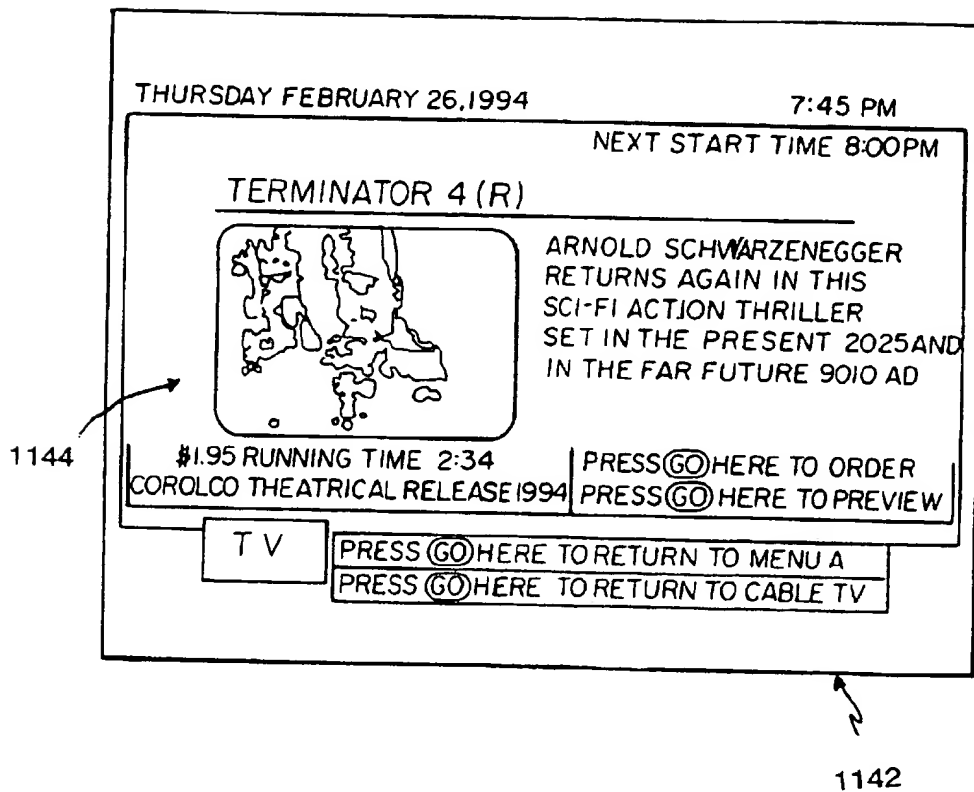 THURSDAY FEBRUARY 26,1994 7:45 PM
NEXT START TIME 8:00PM
TERMINATOR 4 (R)
ARNOLD SCHWARZENEGGER
RETURNS AGAIN IN THIS
SCI-FI ACTION THRILLER
SET IN THE PRESENT 2025 AND
IN THE FAR FUTURE 9010 AD
1144
$1.95 RUNNING TIME 2:34
COROLCO THEATRICAL RELEASE 1994
PRESS GO HERE TO ORDER
PRESS GO HERE TO PREVIEW
TV
PRESS GO HERE TO RETURN TO MENU A
PRESS GO HERE TO RETURN TO CABLE TV
1142